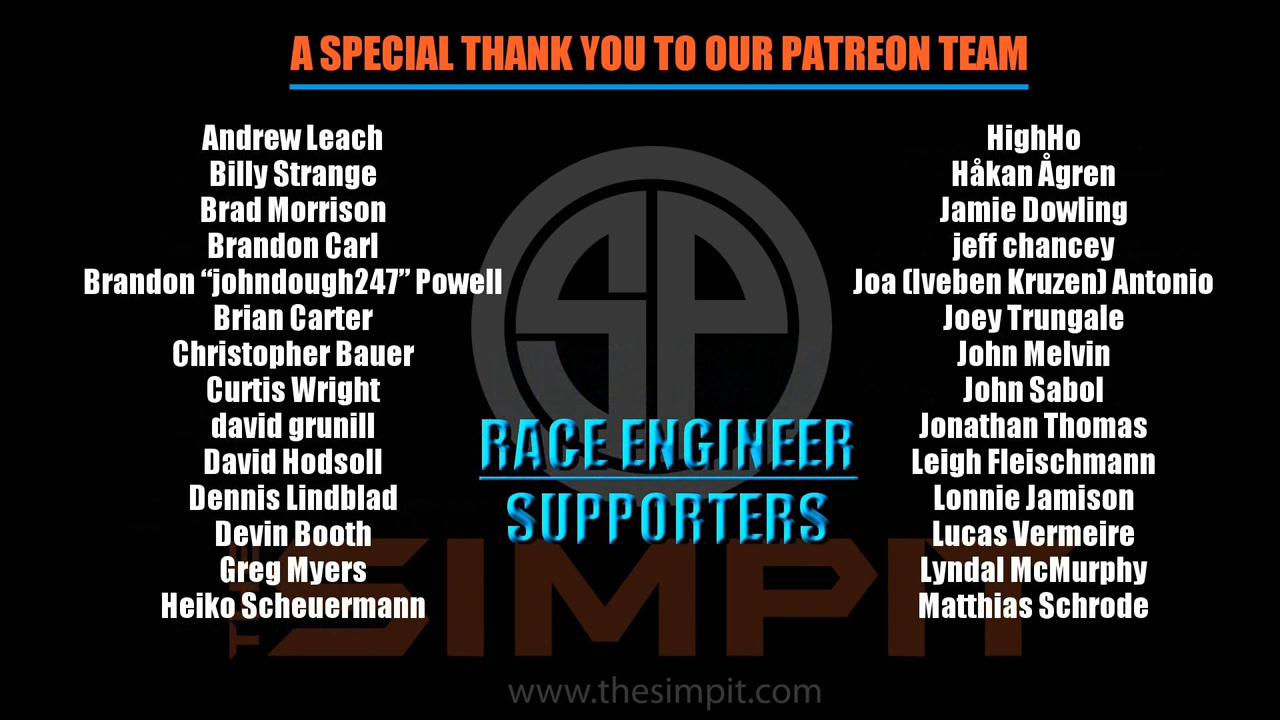 A SPECIAL THANK YOU TO OUR PATREON TEAM
Andrew Leach
Billy Strange
Brad Morrison
Brandon Carl
Brandon “johndough247” Powell
Brian Carter
Christopher Bauer
Curtis Wright
david grunill
David Hodsoll
Dennis Lindblad
Devin Booth
Greg Myers
Heiko Scheuermann
SP
RACE ENGINEER
SUPPORTERS
HighHo
Håkan Ågren
Jamie Dowling
jeff chancey
Joa (Iveben Kruzen) Antonio
Joey Trungale
John Melvin
John Sabol
Jonathan Thomas
Leigh Fleischmann
Lonnie Jamison
Lucas Vermeire
Lyndal McMurphy
Matthias Schrode
THE SIMPIT
www.thesimpit.com